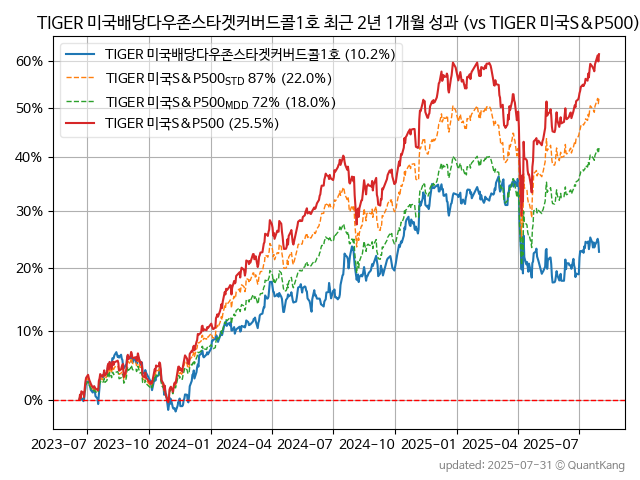 TIGER 미국배당다우존스타겟커버드콜1호 최근 2년 1개월 성과 (vs TIGER 미국S&P500)
TIGER 미국배당다우존스타겟커버드콜1호 (10.2%)
TIGER 미국S&P500STD 87% (22.0%)
TIGER 미국S&P500MDD 72% (18.0%)
TIGER 미국S&P500 (25.5%)
60%
50%
40%
30%
20%
10%
0%
2023-07 2023-10 2024-01 2024-04 2024-07 2024-10 2025-01 2025-04 2025-07
updated: 2025-07-31 © QuantKang